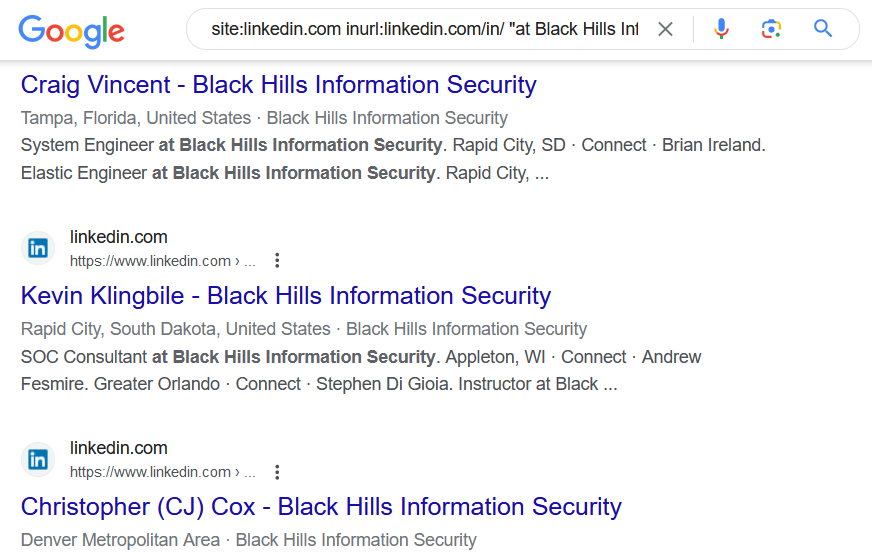 Google
site:linkedin.com inurl:linkedin.com/in/ "at Black Hills Inf
Craig Vincent - Black Hills Information Security
Tampa, Florida, United States · Black Hills Information Security
System Engineer at Black Hills Information Security. Rapid City, SD · Connect · Brian Ireland.
Elastic Engineer at Black Hills Information Security. Rapid City, ...
linkedin.com
https://www.linkedin.com › ...
Kevin Klingbile - Black Hills Information Security
Rapid City, South Dakota, United States · Black Hills Information Security
SOC Consultant at Black Hills Information Security. Appleton, WI · Connect · Andrew
Fesmire. Greater Orlando · Connect · Stephen Di Gioia. Instructor at Black ...
linkedin.com
https://www.linkedin.com › ...
Christopher (CJ) Cox - Black Hills Information Security
Denver Metropolitan Area · Black Hills Information Security